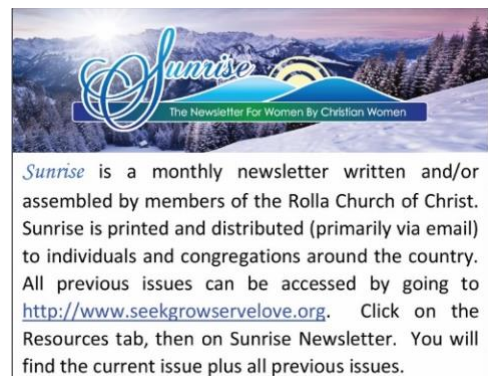 Sunrise
The Newsletter For Women By Christian Women
Sunrise is a monthly newsletter written and/or
assembled by members of the Rolla Church of Christ.
Sunrise is printed and distributed (primarily via email)
to individuals and congregations around the country.
All previous issues can be accessed by going to
http://www.seekgrowservelove.org. Click on the
Resources tab, then on Sunrise Newsletter. You will
find the current issue plus all previous issues.